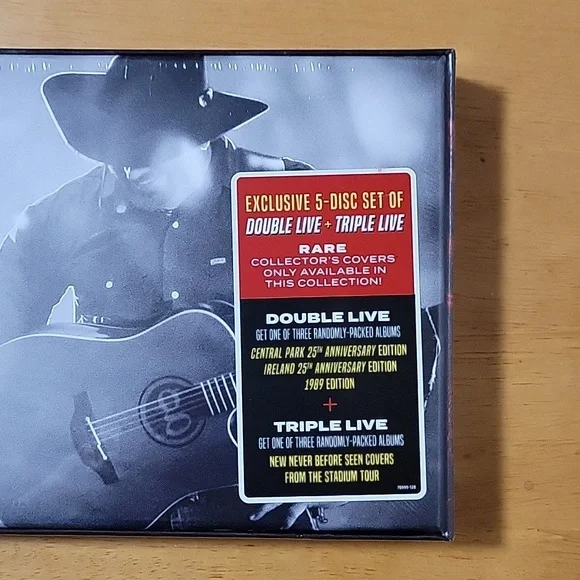 EXCLUSIVE 5-DISC SET OF
DOUBLE LIVE + TRIPLE LIVE
RARE
COLLECTOR'S COVERS
ONLY AVAILABLE IN
THIS COLLECTION!
DOUBLE LIVE
GET ONE OF THREE RANDOMLY-PACKED ALBUMS
CENTRAL PARK 25TH ANNIVERSARY EDITION
IRELAND 25TH ANNIVERSARY EDITION
1989 EDITION
+
TRIPLE LIVE
GET ONE OF THREE RANDOMLY-PACKED ALBUMS
NEW NEVER BEFORE SEEN COVERS
FROM THE STADIUM TOUR
g